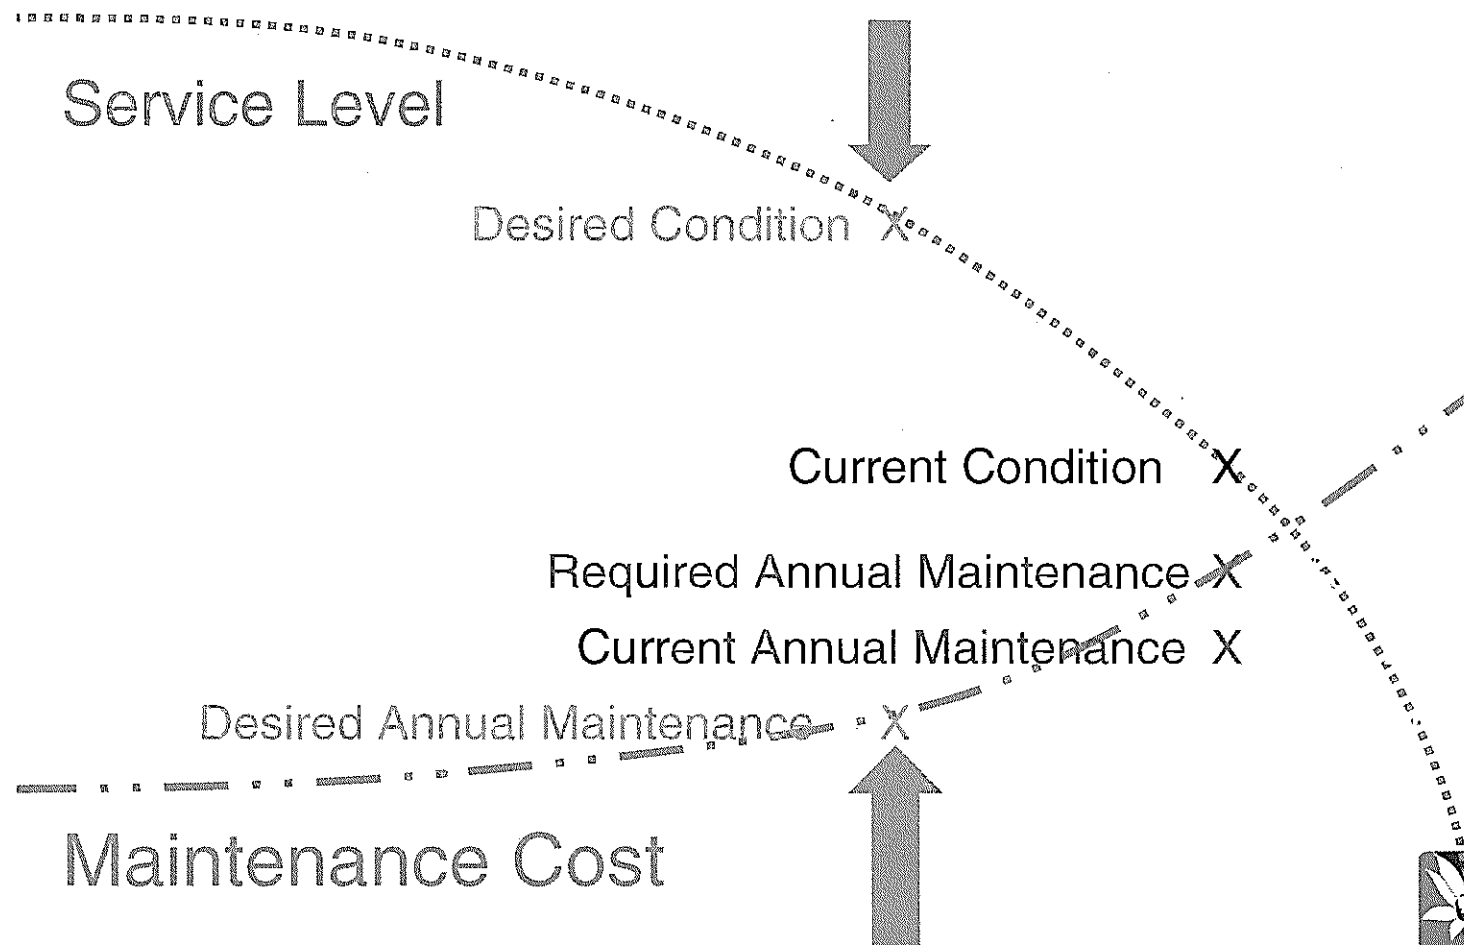 Service Level
Desired Condition X
Current Condition X
Required Annual Maintenance X
Current Annual Maintenance X
Desired Annual Maintenance X
Maintenance Cost